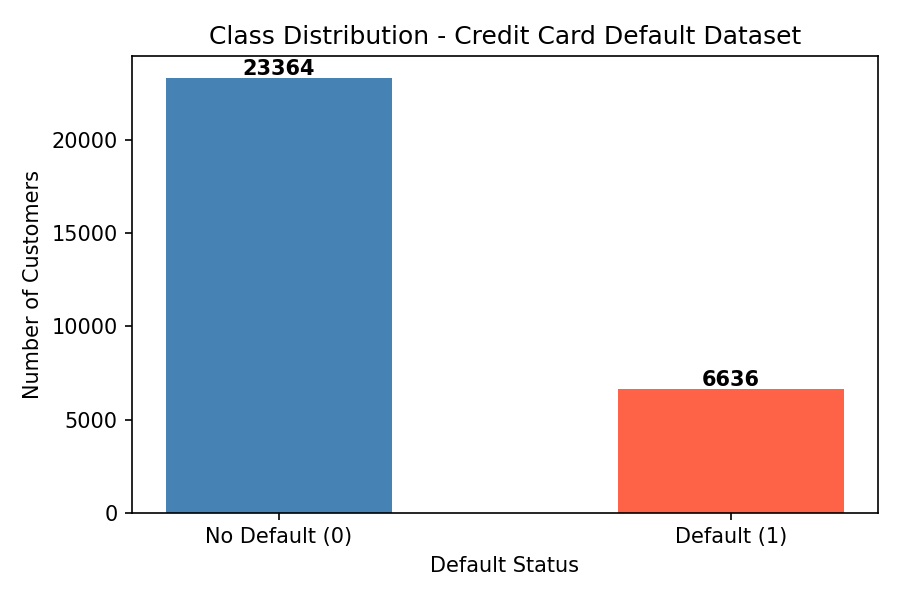 Class Distribution - Credit Card Default Dataset
23364
20000
15000
10000
6636
5000
0
Number of Customers
No Default (0)
Default (1)
Default Status